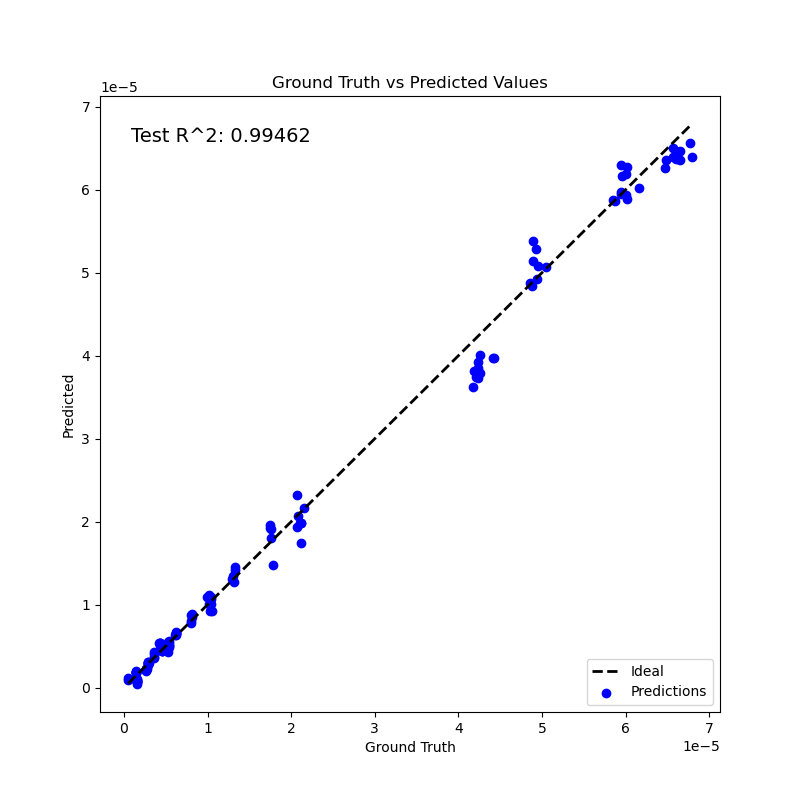 Ground Truth vs Predicted Values
1e−5
Test R^2: 0.99462
7
6
5
4
3
2
1
0
Predicted
Ideal
Predictions
0 1 2 3 4 5 6 7
Ground Truth
1e−5